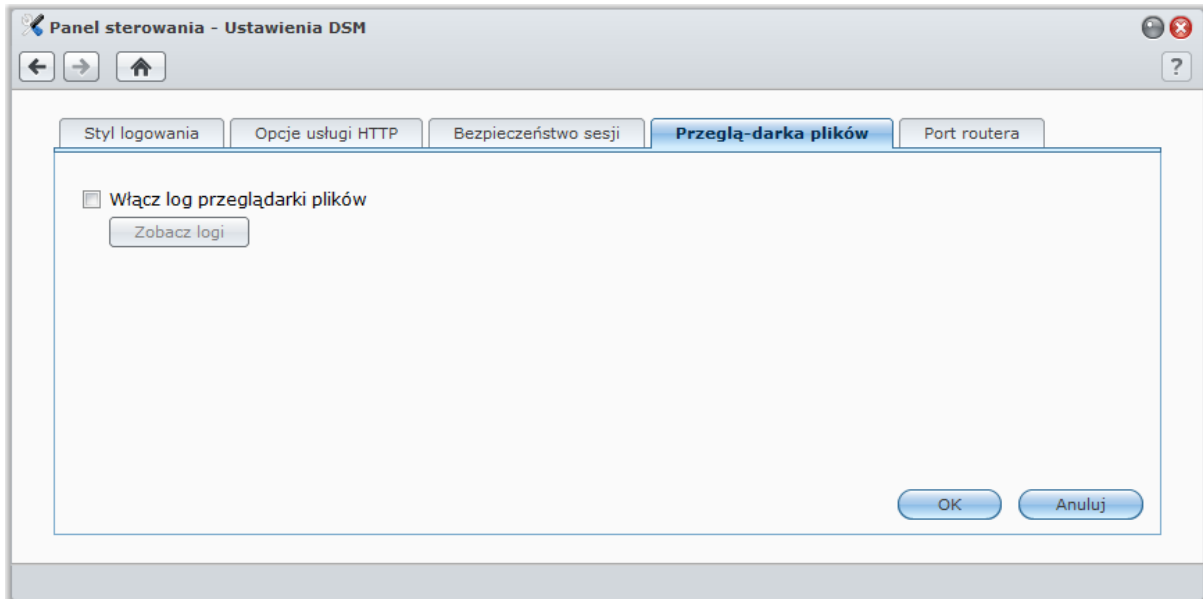 Panel sterowania - Ustawienia DSM
?
Styl logowania Opcje usługi HTTP Bezpieczeństwo sesji Przeglą-darka plików Port routera
Włącz log przeglądarki plików
Zobacz logi
OK Anuluj